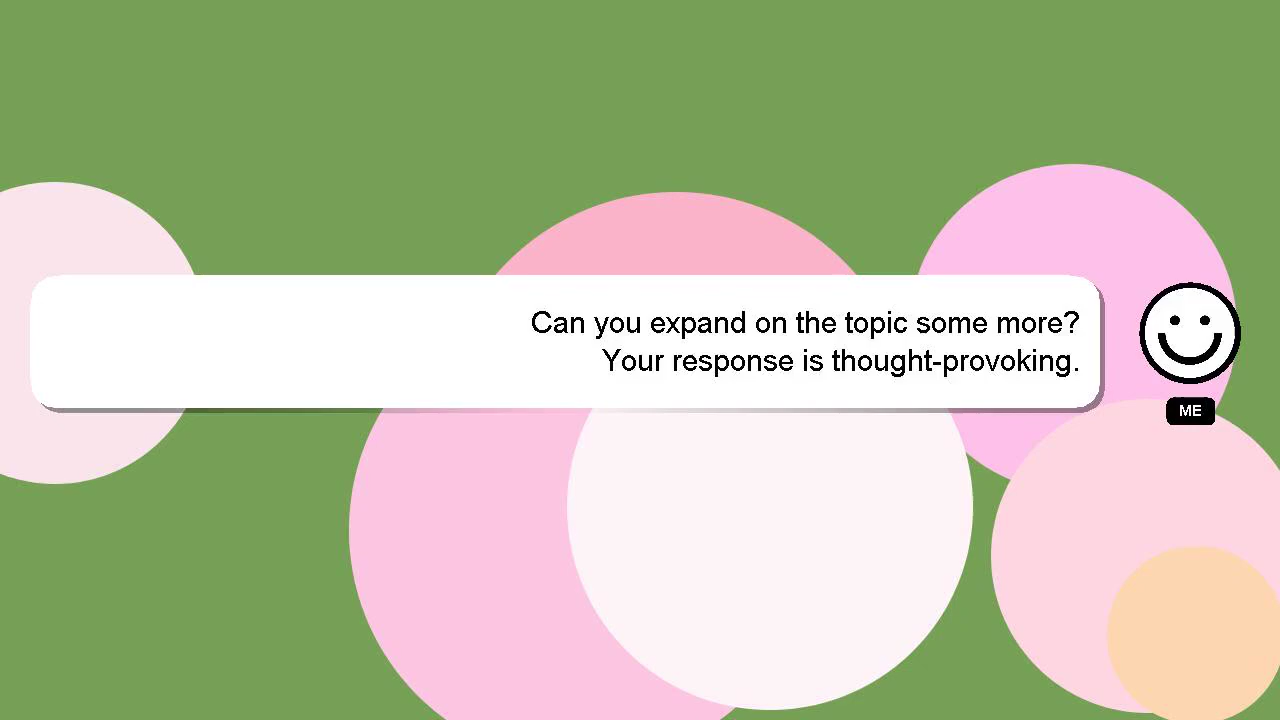 Can you expand on the topic some more?
Your response is thought-provoking.
ME